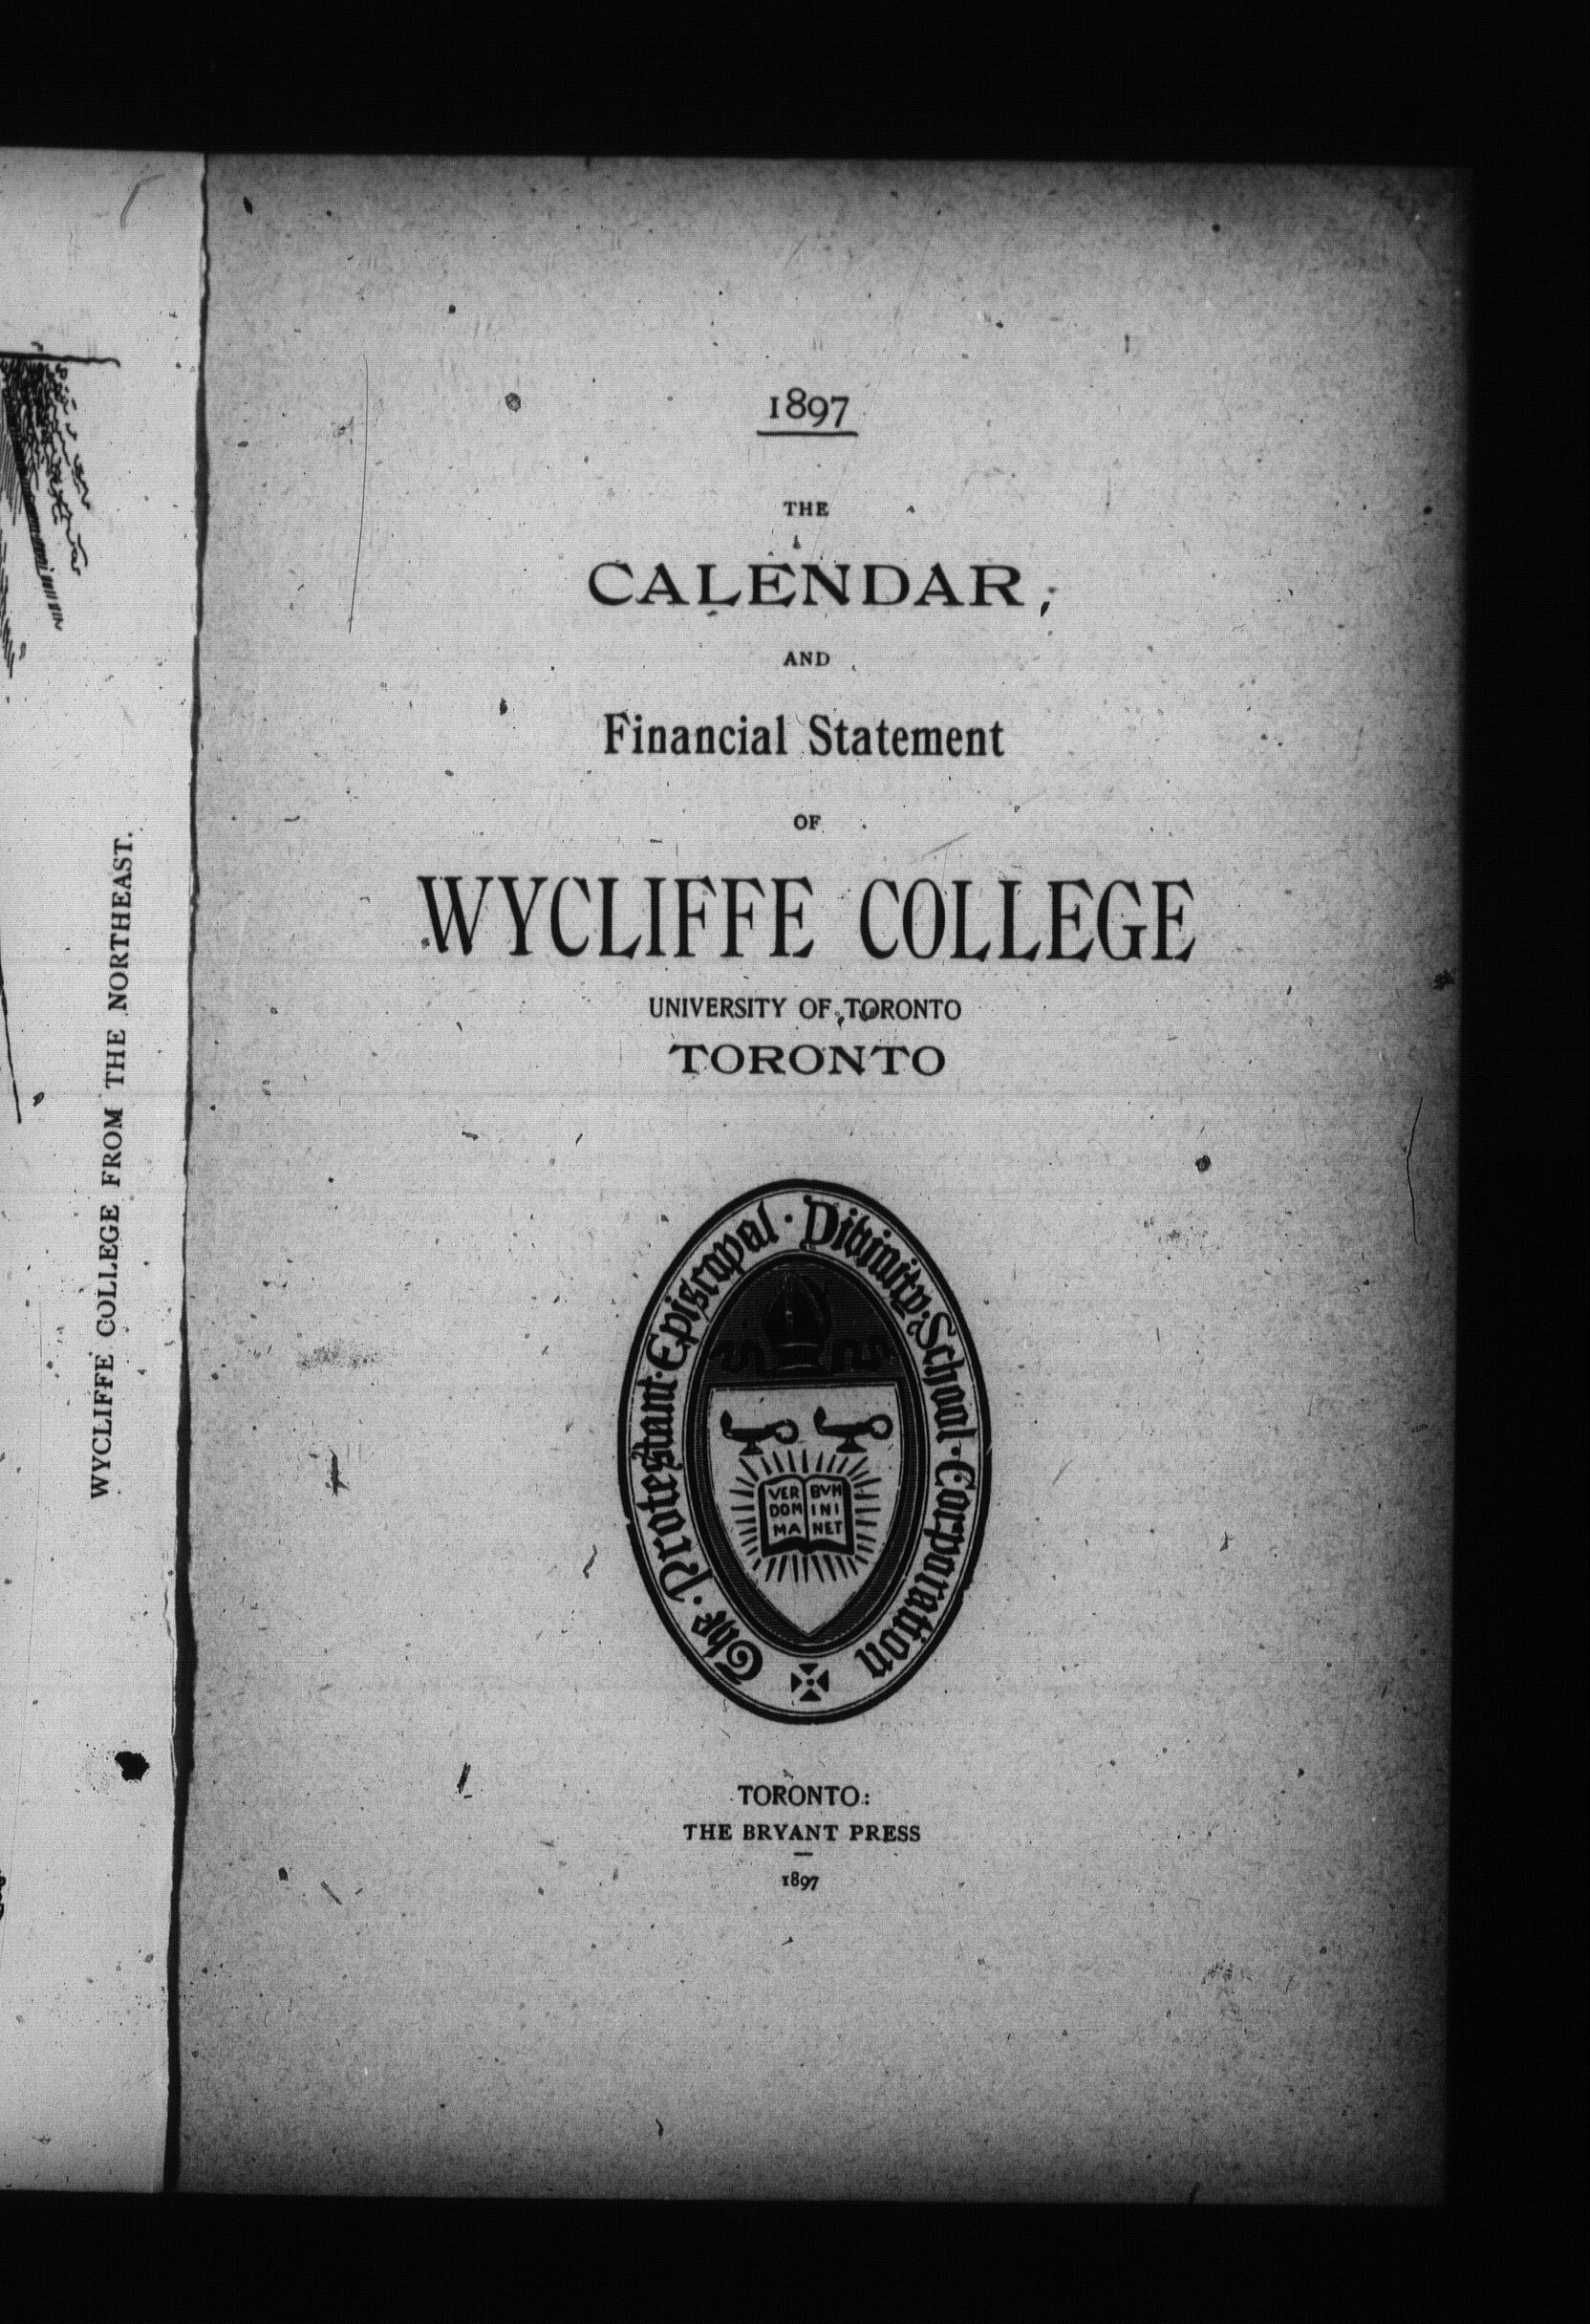 WYCLIFFE COLLEGE FROM THE NORTHEAST.
1897
THE
CALENDAR,
AND
Financial Statement
OF
WYCLIFFE COLLEGE
UNIVERSITY OF TORONTO
TORONTO
The · Protestant · Episcopal · Divinity · School · Corporation
VER BVM
DOM INI
MA NET
TORONTO:
THE BRYANT PRESS
1897